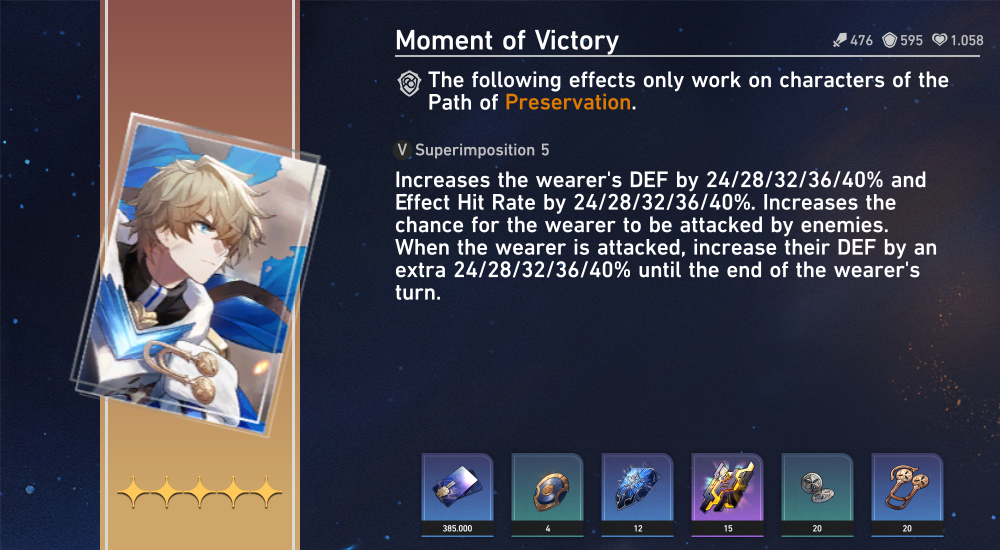 Moment of Victory
476 595 1.058
The following effects only work on characters of the
Path of Preservation.
V Superimposition 5
Increases the wearer's DEF by 24/28/32/36/40% and
Effect Hit Rate by 24/28/32/36/40%. Increases the
chance for the wearer to be attacked by enemies.
When the wearer is attacked, increase their DEF by an
extra 24/28/32/36/40% until the end of the wearer's
turn.
385.000 4 12 15 20 20